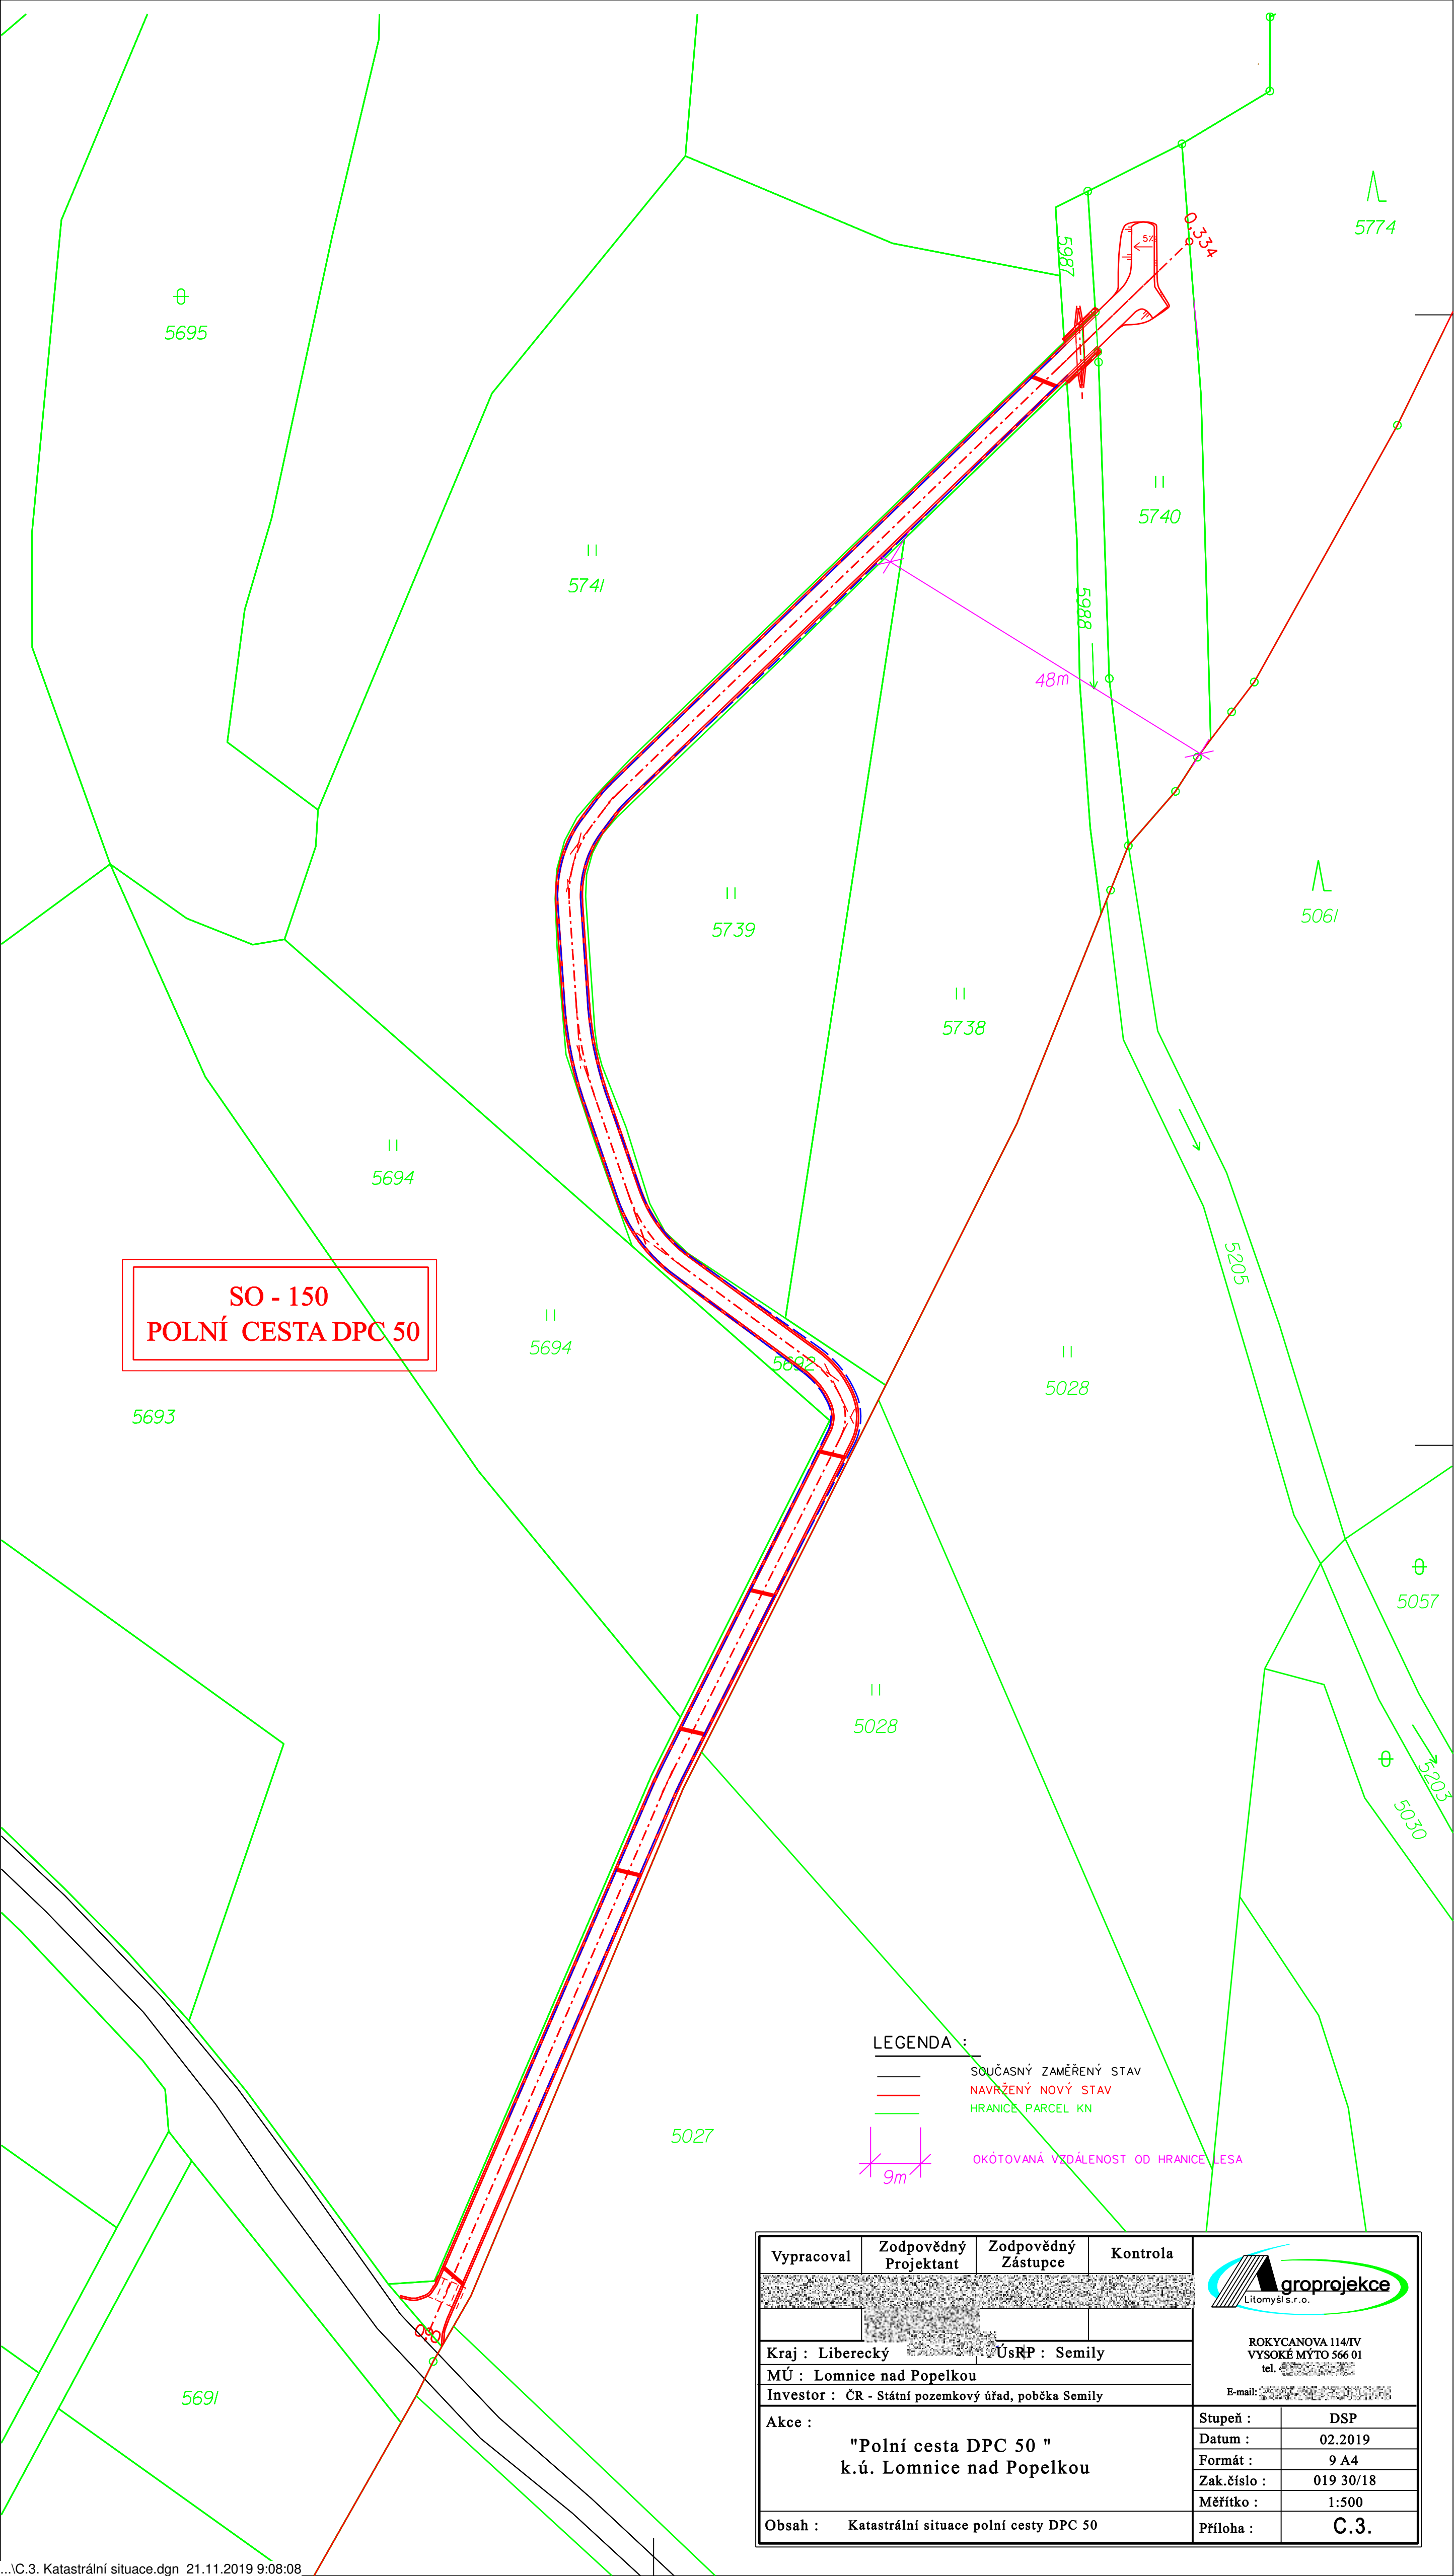 5774
0.334
5987
5%
5695
5740
5741
5988
48m
5739
5061
5738
5694
5205
SO - 150
POLNÍ CESTA DPC 50
5694
5692
5028
5693
5057
5028
5203
5030
LEGENDA :
SOUČASNÝ ZAMĚŘENÝ STAV
NAVRŽENÝ NOVÝ STAV
HRANICE PARCEL KN
5027
OKÓTOVANÁ VZDÁLENOST OD HRANICE LESA
9m
0.0
5691
Vypracoval
Zodpovědný
Projektant
Zodpovědný
Zástupce
Kontrola
Agroprojekce
Litomyšl s.r.o.
ROKYCANOVA 114/IV
VYSOKÉ MÝTO 566 01
tel.
E-mail:
Kraj : Liberecký
ÚsRP : Semily
MÚ : Lomnice nad Popelkou
Investor : ČR - Státní pozemkový úřad, pobčka Semily
Akce :
"Polní cesta DPC 50 "
k.ú. Lomnice nad Popelkou
Stupeň : DSP
Datum : 02.2019
Formát : 9 A4
Zak.číslo : 019 30/18
Měřítko : 1:500
Obsah : Katastrální situace polní cesty DPC 50
Příloha : C.3.
...\C.3. Katastrální situace.dgn 21.11.2019 9:08:08